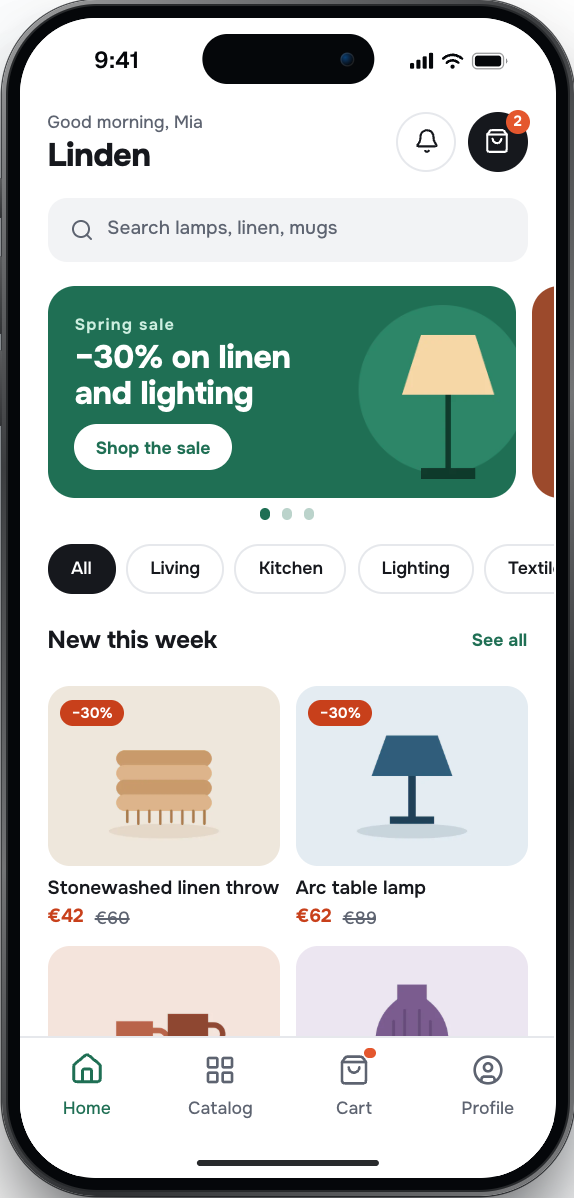 9:41
Good morning, Mia
Linden
2
Search lamps, linen, mugs
Spring sale
−30% on linen
and lighting
Shop the sale
All
Living
Kitchen
Lighting
New this week
See all
−30%
−30%
Stonewashed linen throw
€42 €60
Arc table lamp
€62 €89
Home
Catalog
Cart
Profile